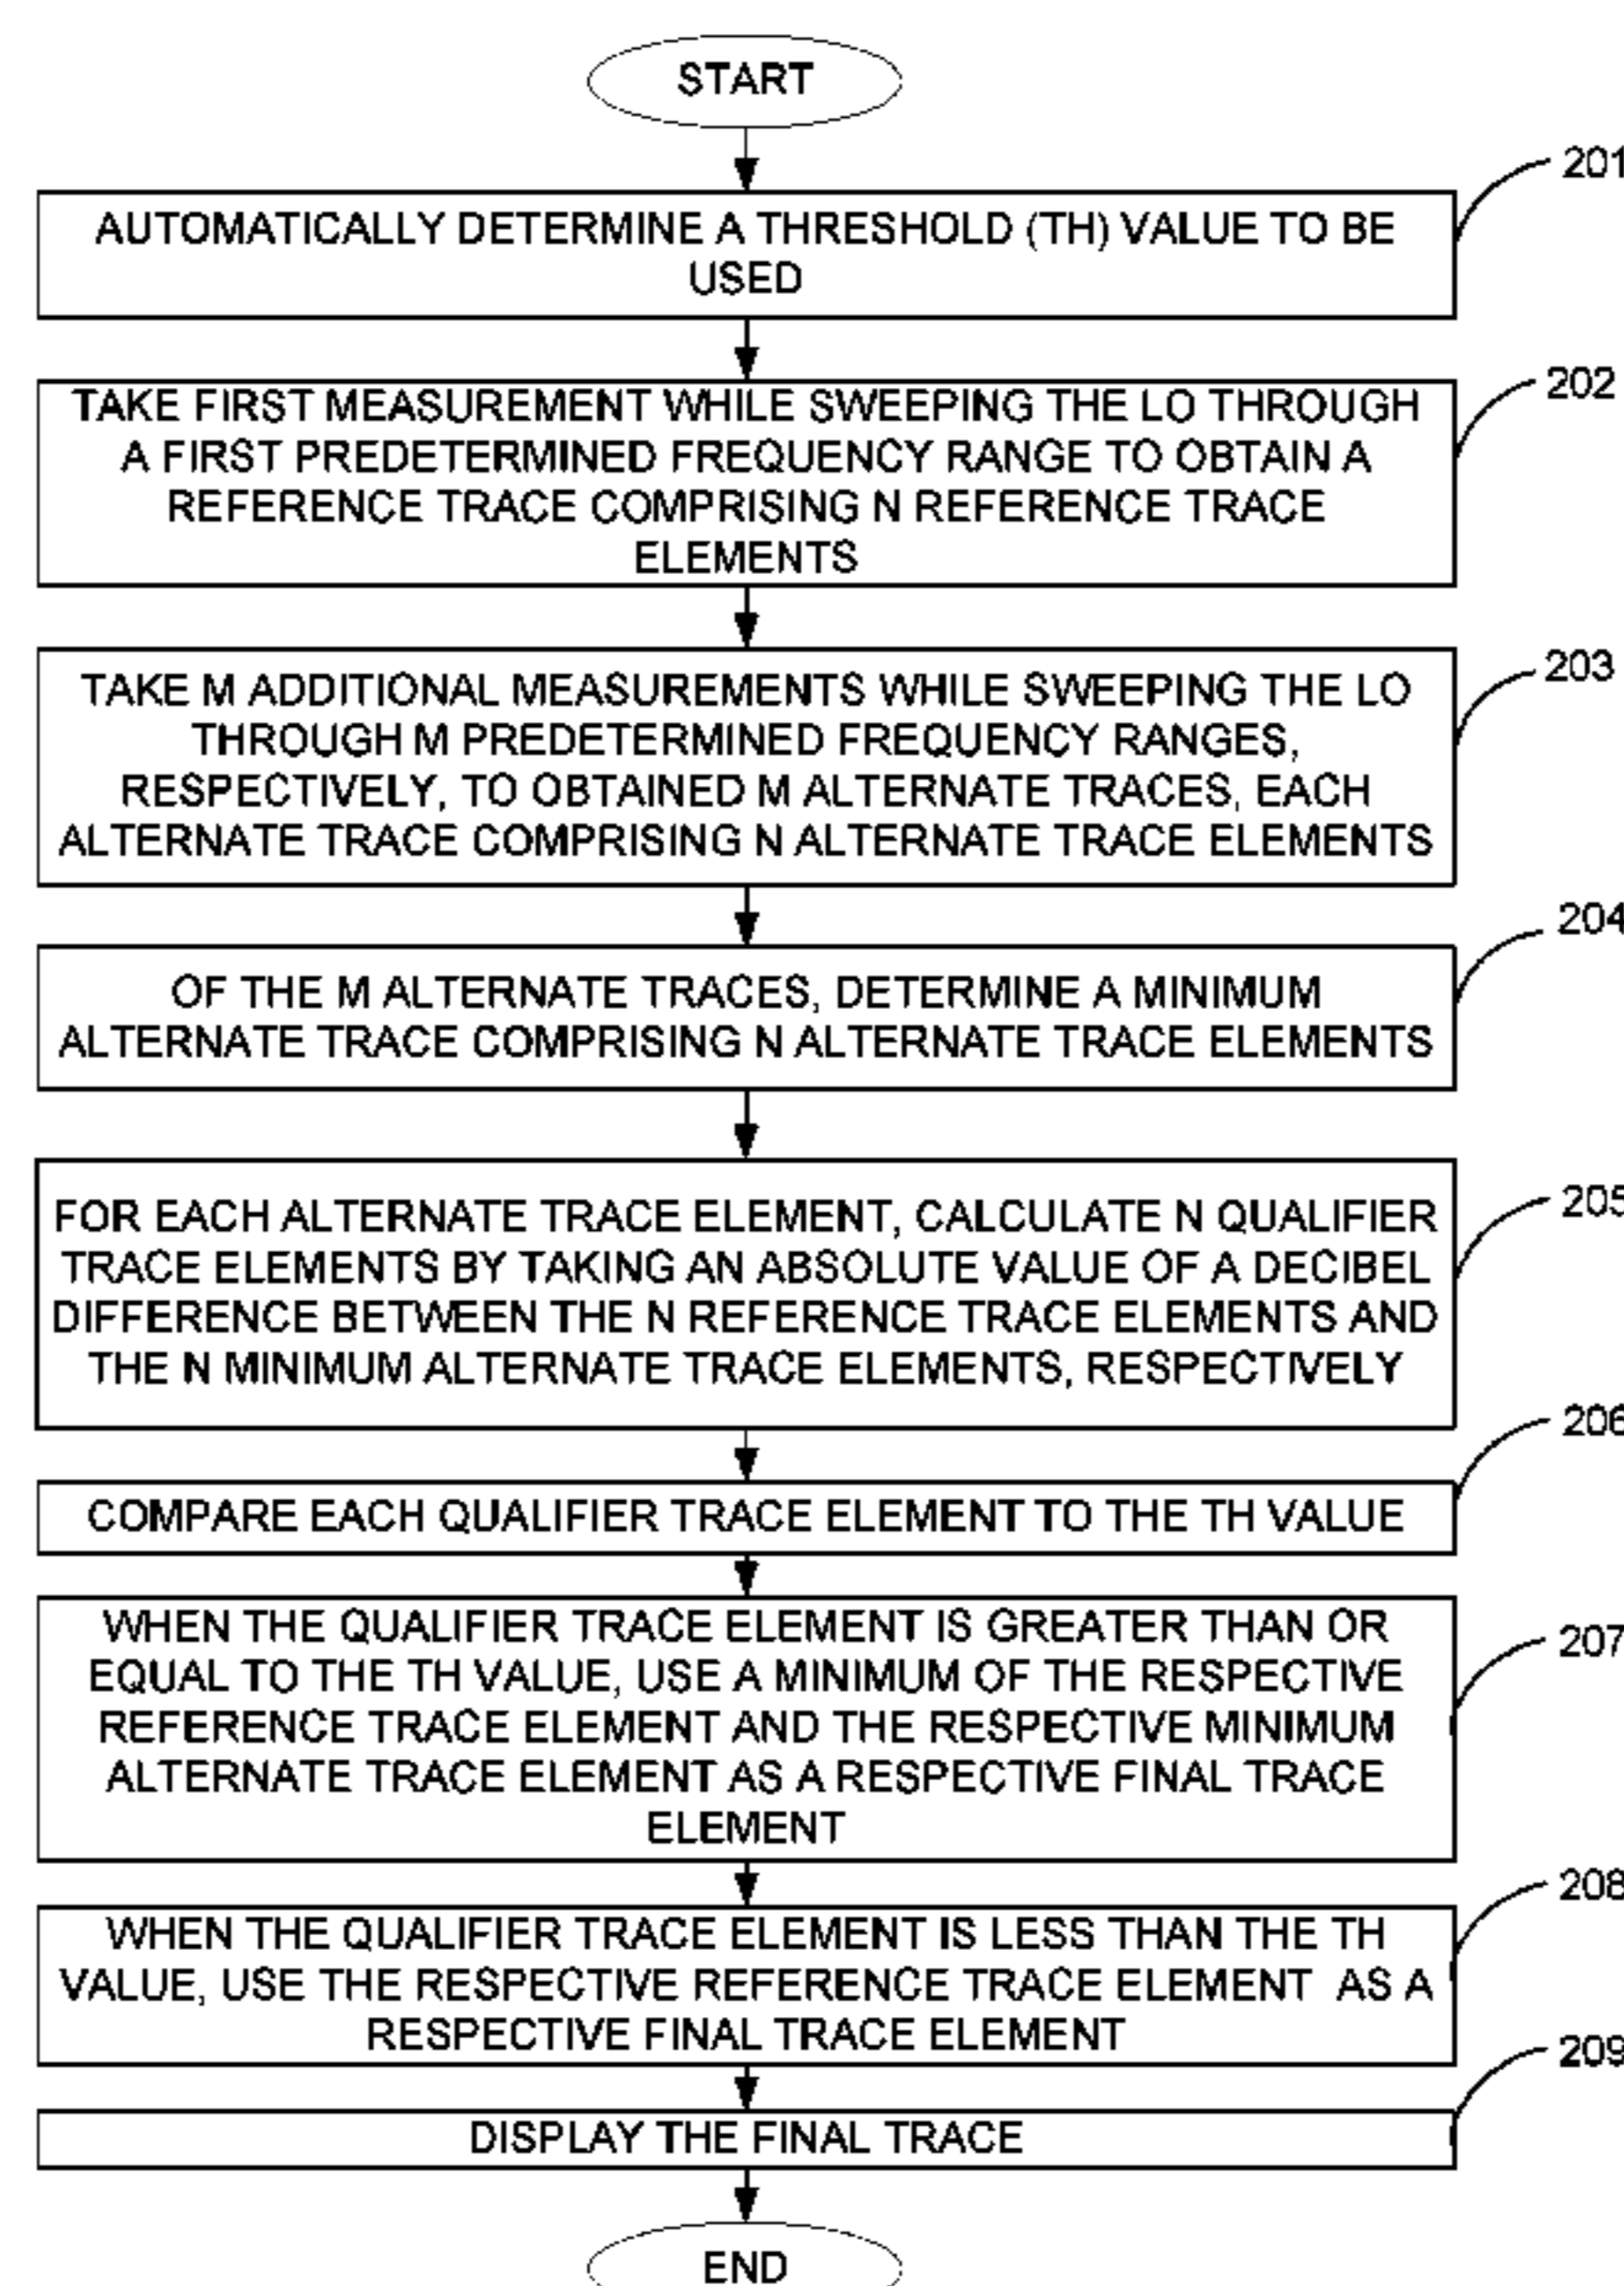 START
201
AUTOMATICALLY DETERMINE A THRESHOLD (TH) VALUE TO BE
USED
202
TAKE FIRST MEASUREMENT WHILE SWEEPING THE LO THROUGH
A FIRST PREDETERMINED FREQUENCY RANGE TO OBTAIN A
REFERENCE TRACE COMPRISING N REFERENCE TRACE
ELEMENTS
203
TAKE M ADDITIONAL MEASUREMENTS WHILE SWEEPING THE LO
THROUGH M PREDETERMINED FREQUENCY RANGES,
RESPECTIVELY, TO OBTAINED M ALTERNATE TRACES, EACH
ALTERNATE TRACE COMPRISING N ALTERNATE TRACE ELEMENTS
204
OF THE M ALTERNATE TRACES, DETERMINE A MINIMUM
ALTERNATE TRACE COMPRISING N ALTERNATE TRACE ELEMENTS
205
FOR EACH ALTERNATE TRACE ELEMENT, CALCULATE N QUALIFIER
TRACE ELEMENTS BY TAKING AN ABSOLUTE VALUE OF A DECIBEL
DIFFERENCE BETWEEN THE N REFERENCE TRACE ELEMENTS AND
THE N MINIMUM ALTERNATE TRACE ELEMENTS, RESPECTIVELY
206
COMPARE EACH QUALIFIER TRACE ELEMENT TO THE TH VALUE
207
WHEN THE QUALIFIER TRACE ELEMENT IS GREATER THAN OR
EQUAL TO THE TH VALUE, USE A MINIMUM OF THE RESPECTIVE
REFERENCE TRACE ELEMENT AND THE RESPECTIVE MINIMUM
ALTERNATE TRACE ELEMENT AS A RESPECTIVE FINAL TRACE
ELEMENT
208
WHEN THE QUALIFIER TRACE ELEMENT IS LESS THAN THE TH
VALUE, USE THE RESPECTIVE REFERENCE TRACE ELEMENT AS A
RESPECTIVE FINAL TRACE ELEMENT
209
DISPLAY THE FINAL TRACE
END